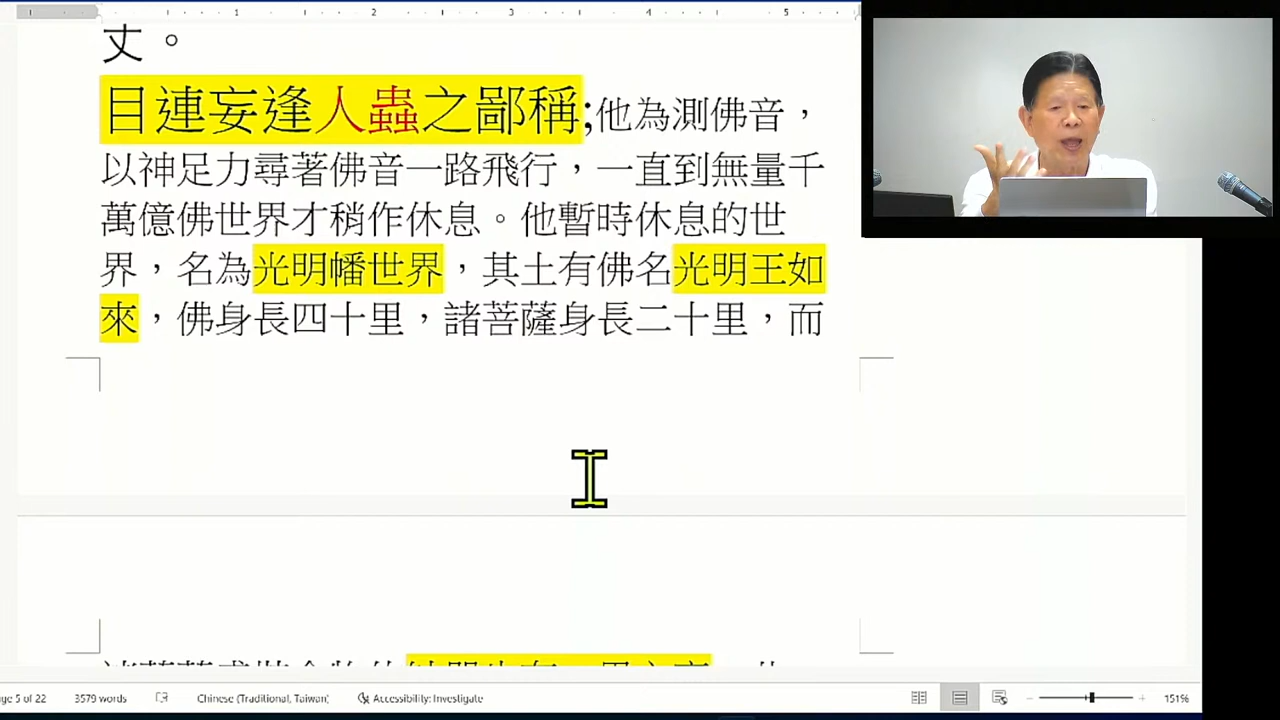 1 2 3 4 5
丈。
目連妄逢人蟲之鄙稱;他為測佛音，
以神足力尋著佛音一路飛行，一直到無量千
萬億佛世界才稍作休息。他暫時休息的世
界，名為光明幡世界，其土有佛名光明王如
來，佛身長四十里，諸菩薩身長二十里，而
ge 5 of 22 3579 words Chinese (Traditional, Taiwan) Accessibility: Investigate 151%